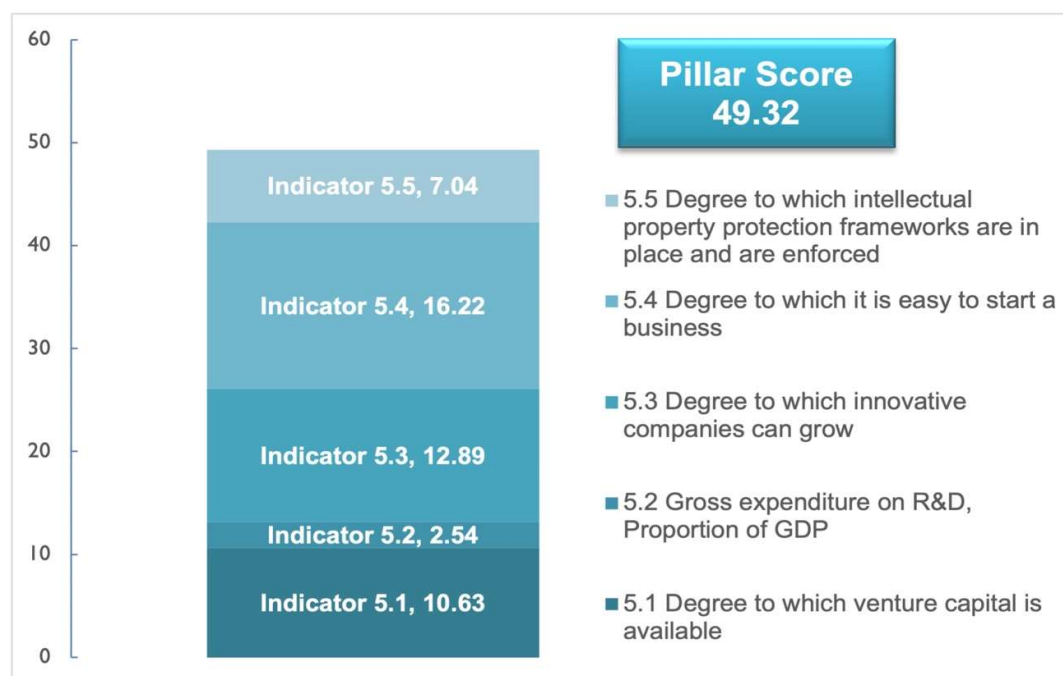 60
50
40
30
20
10
0
Indicator 5.5, 7.04
Indicator 5.4, 16.22
Indicator 5.3, 12.89
Indicator 5.2, 2.54
Indicator 5.1, 10.63
Pillar Score
49.32
5.5 Degree to which intellectual
property protection frameworks are in
place and are enforced
5.4 Degree to which it is easy to start a
business
5.3 Degree to which innovative
companies can grow
5.2 Gross expenditure on R&D,
Proportion of GDP
5.1 Degree to which venture capital is
available